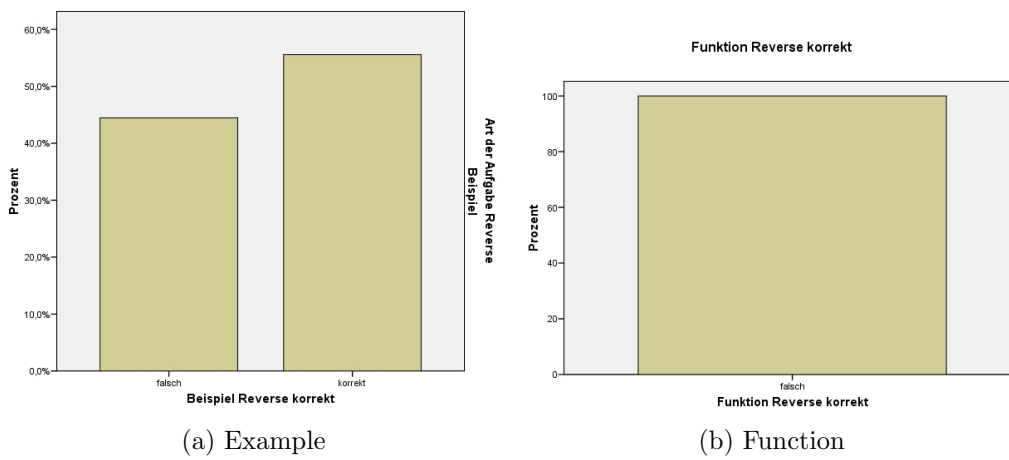 60,0%
50,0%
40,0%
30,0%
20,0%
10,0%
0,0%
Prozent
falsch
korrekt
Beispiel Reverse korrekt
Art der Aufgabe Reverse
Beispiel
(a) Example
Funktion Reverse korrekt
100
80
60
40
20
0
Prozent
falsch
Funktion Reverse korrekt
(b) Function